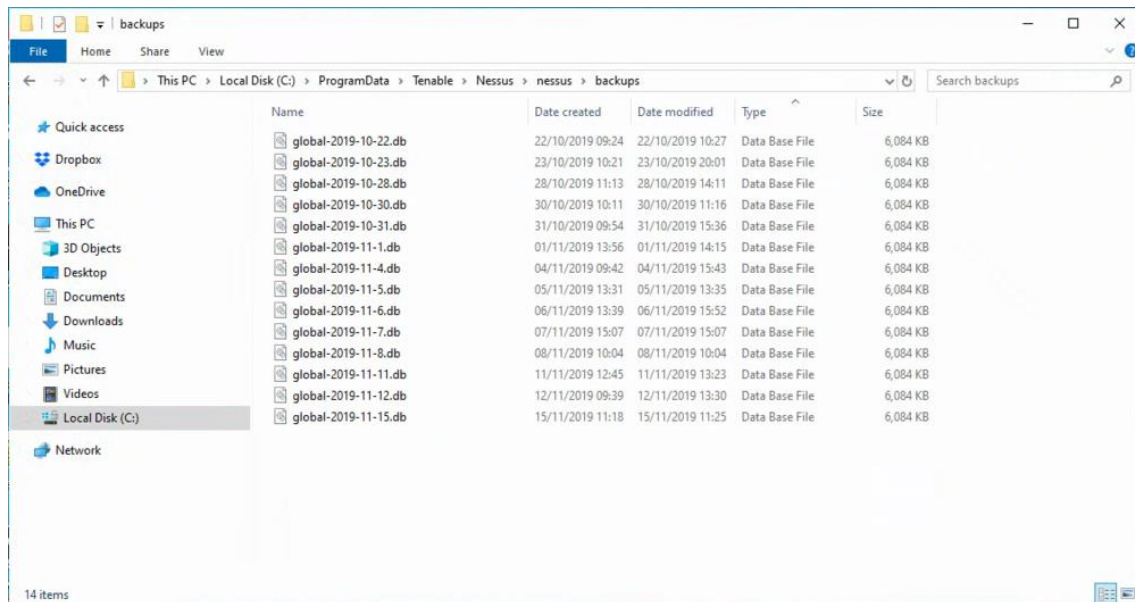 backups
File Home Share View
This PC > Local Disk (C:) > ProgramData > Tenable > Nessus > nessus > backups
Search backups
Name Date created Date modified Type Size
Quick access
Dropbox
OneDrive
This PC
3D Objects
Desktop
Documents
Downloads
Music
Pictures
Videos
Local Disk (C:)
Network
global-2019-10-22.db 22/10/2019 09:24 22/10/2019 10:27 Data Base File 6,084 KB
global-2019-10-23.db 23/10/2019 10:21 23/10/2019 20:01 Data Base File 6,084 KB
global-2019-10-28.db 28/10/2019 11:13 28/10/2019 14:11 Data Base File 6,084 KB
global-2019-10-30.db 30/10/2019 10:11 30/10/2019 11:16 Data Base File 6,084 KB
global-2019-10-31.db 31/10/2019 09:54 31/10/2019 15:36 Data Base File 6,084 KB
global-2019-11-1.db 01/11/2019 13:56 01/11/2019 14:15 Data Base File 6,084 KB
global-2019-11-4.db 04/11/2019 09:42 04/11/2019 15:43 Data Base File 6,084 KB
global-2019-11-5.db 05/11/2019 13:31 05/11/2019 13:35 Data Base File 6,084 KB
global-2019-11-6.db 06/11/2019 13:39 06/11/2019 15:52 Data Base File 6,084 KB
global-2019-11-7.db 07/11/2019 15:07 07/11/2019 15:07 Data Base File 6,084 KB
global-2019-11-8.db 08/11/2019 10:04 08/11/2019 10:04 Data Base File 6,084 KB
global-2019-11-11.db 11/11/2019 12:45 11/11/2019 13:23 Data Base File 6,084 KB
global-2019-11-12.db 12/11/2019 09:39 12/11/2019 13:30 Data Base File 6,084 KB
global-2019-11-15.db 15/11/2019 11:18 15/11/2019 11:25 Data Base File 6,084 KB
14 items